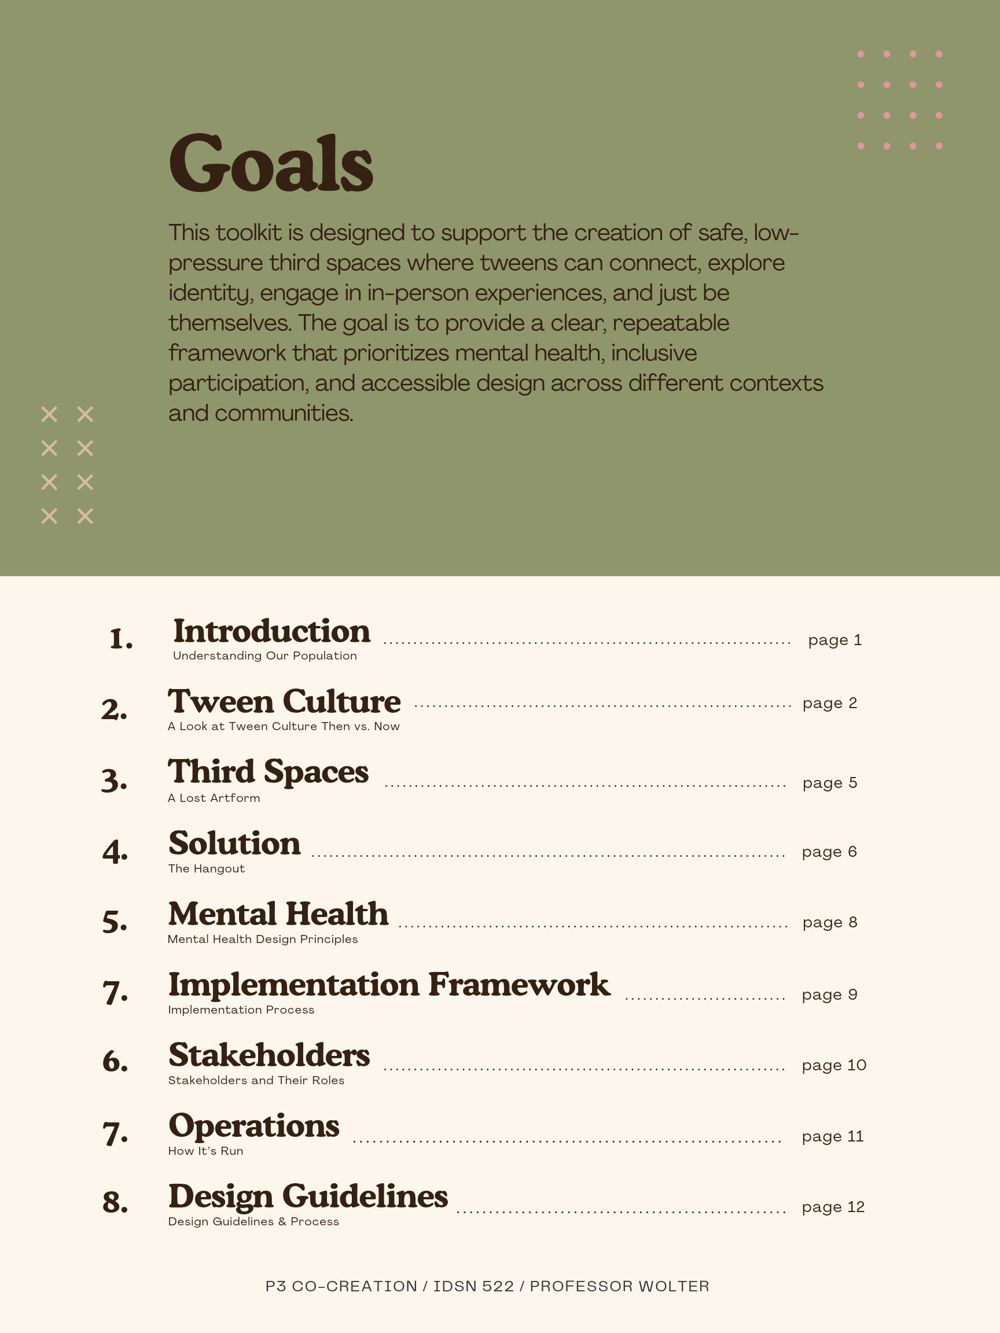 Goals
This toolkit is designed to support the creation of safe, low-
pressure third spaces where tweens can connect, explore
identity, engage in in-person experiences, and just be
themselves. The goal is to provide a clear, repeatable
framework that prioritizes mental health, inclusive
participation, and accessible design across different contexts
and communities.
1. Introduction ........ page 1
Understanding Our Population
2. Tween Culture ........ page 2
A Look at Tween Culture Then vs. Now
3. Third Spaces ........ page 5
A Lost Artform
4. Solution ........ page 6
The Hangout
5. Mental Health ........ page 8
Mental Health Design Principles
7. Implementation Framework ........ page 9
Implementation Process
6. Stakeholders ........ page 10
Stakeholders and Their Roles
7. Operations ........ page 11
How It's Run
8. Design Guidelines ........ page 12
Design Guidelines & Process
P3 CO-CREATION / IDSN 522 / PROFESSOR WOLTER